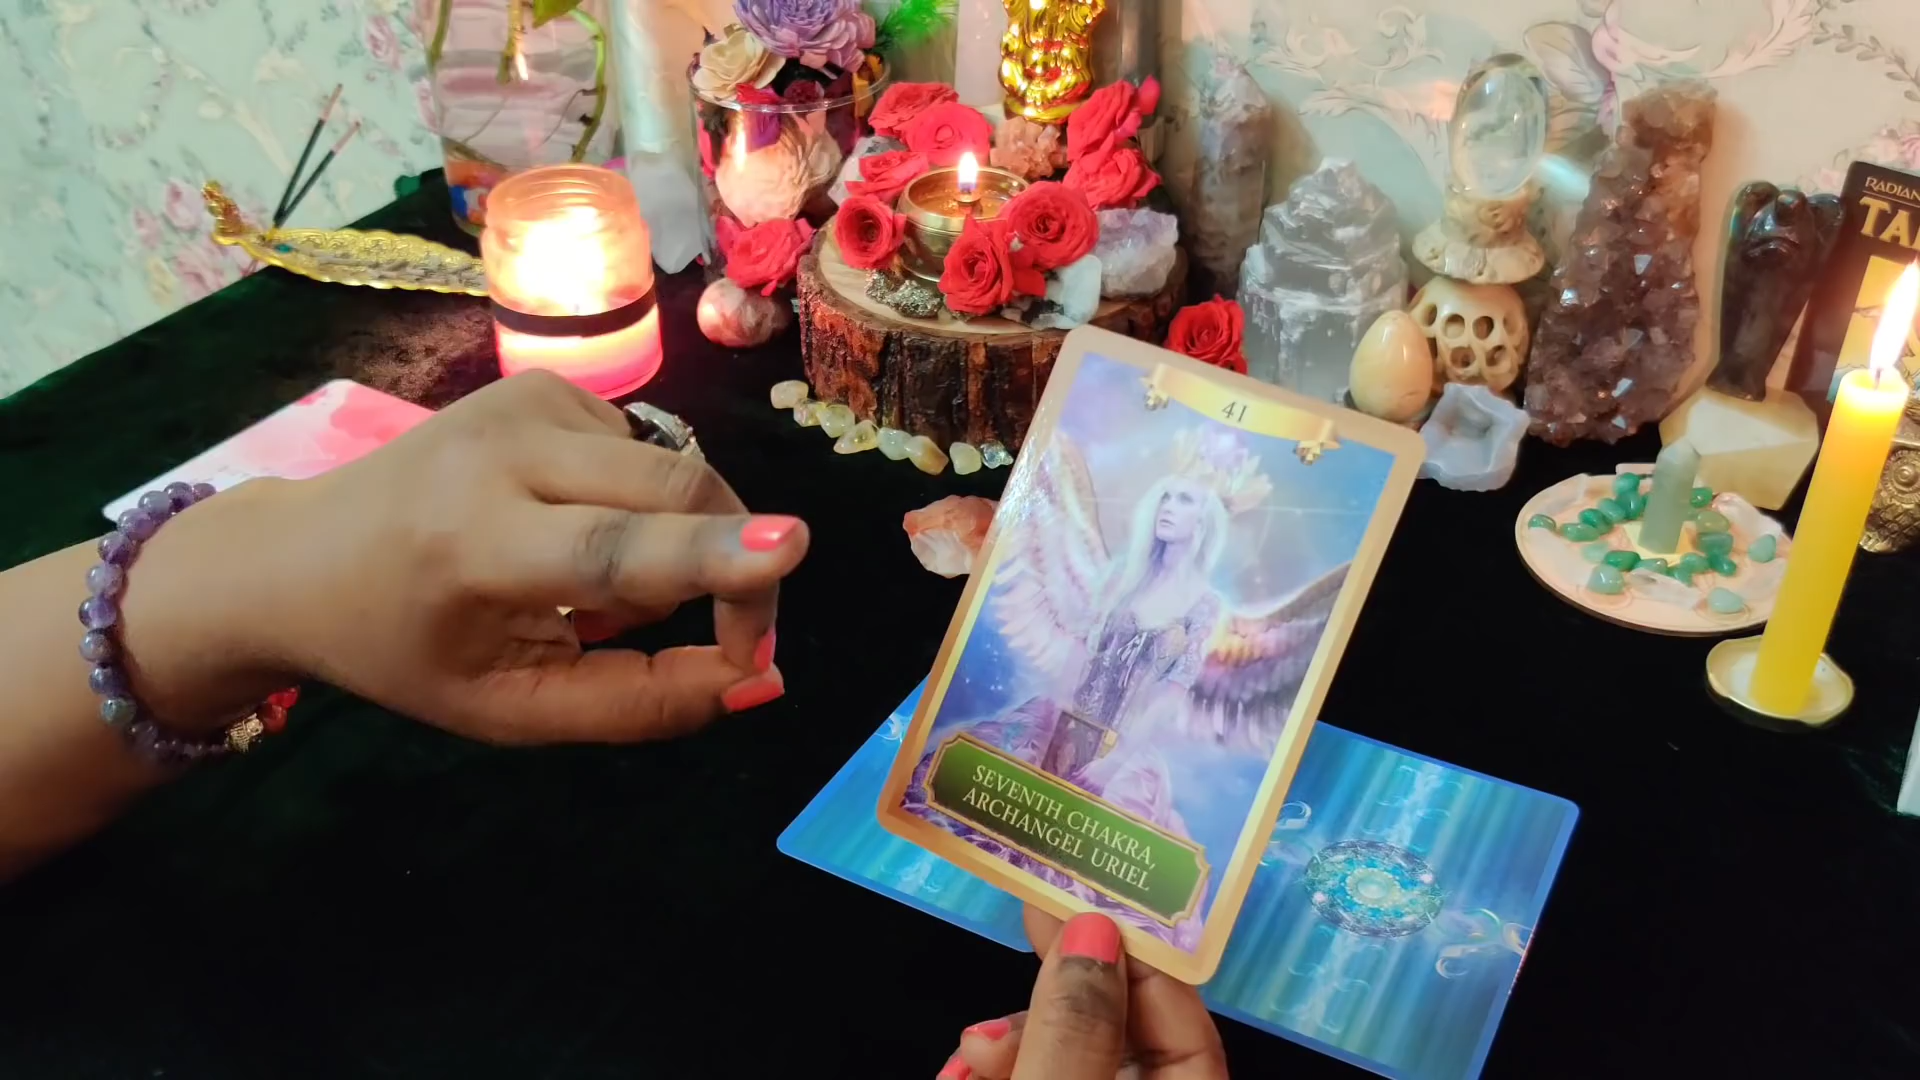 RADIAN
TA
41
SEVENTH CHAKRA,
ARCHANGEL URIEL